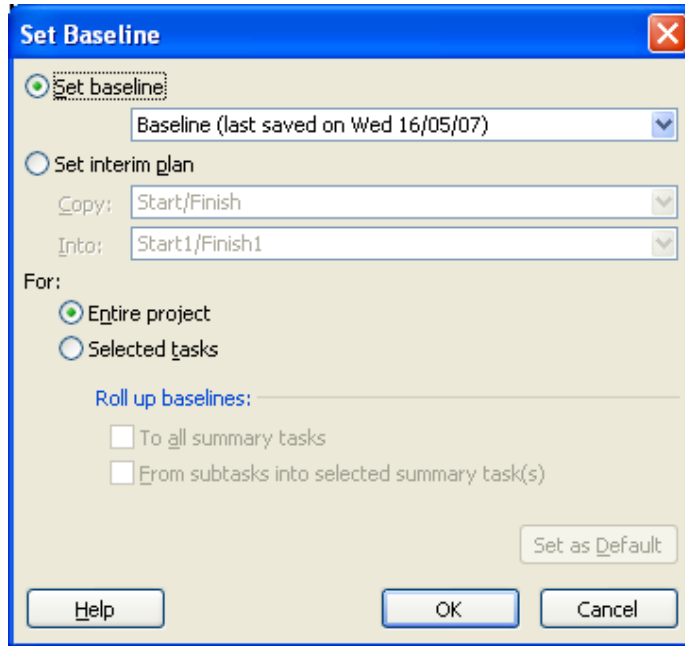 Set Baseline
Set baseline
Baseline (last saved on Wed 16/05/07)
Set interim plan
Copy: Start/Finish
Into: Start1/Finish1
For:
Entire project
Selected tasks
Roll up baselines:
To all summary tasks
From subtasks into selected summary task(s)
Set as Default
Help OK Cancel